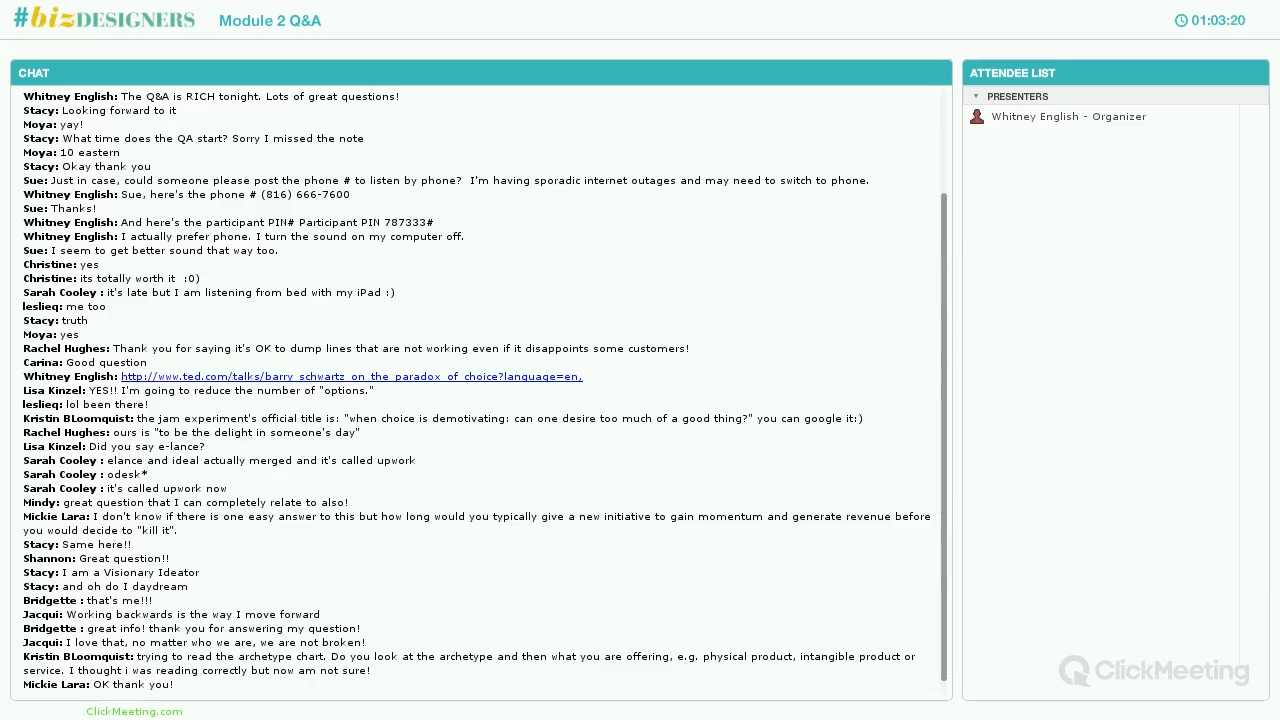 #bizDESIGNERS Module 2 Q&A 01:03:20
CHAT
Whitney English: The Q&A is RICH tonight. Lots of great questions!
Stacy: Looking forward to it
Moya: yay!
Stacy: What time does the QA start? Sorry I missed the note
Moya: 10 eastern
Stacy: Okay thank you
Sue: Just in case, could someone please post the phone # to listen by phone?  I'm having sporadic internet outages and may need to switch to phone.
Whitney English: Sue, here's the phone # (816) 666-7600
Sue: Thanks!
Whitney English: And here's the participant PIN# Participant PIN 787333#
Whitney English: I actually prefer phone. I turn the sound on my computer off.
Sue: I seem to get better sound that way too.
Christine: yes
Christine: its totally worth it  :0)
Sarah Cooley : it's late but I am listening from bed with my iPad :)
leslieq: me too
Stacy: truth
Moya: yes
Rachel Hughes: Thank you for saying it's OK to dump lines that are not working even if it disappoints some customers!
Carina: Good question
Whitney English: http://www.ted.com/talks/barry_schwartz_on_the_paradox_of_choice?language=en,
Lisa Kinzel: YES!! I'm going to reduce the number of "options."
leslieq: lol been there!
Kristin BLoomquist: the jam experiment's official title is: "when choice is demotivating: can one desire too much of a good thing?" you can google it:)
Rachel Hughes: ours is "to be the delight in someone's day"
Lisa Kinzel: Did you say e-lance?
Sarah Cooley : elance and ideal actually merged and it's called upwork
Sarah Cooley : odesk*
Sarah Cooley : it's called upwork now
Mindy: great question that I can completely relate to also!
Mickie Lara: I don't know if there is one easy answer to this but how long would you typically give a new initiative to gain momentum and generate revenue before
you would decide to "kill it".
Stacy: Same here!!
Shannon: Great question!!
Stacy: I am a Visionary Ideator
Stacy: and oh do I daydream
Bridgette : that's me!!!
Jacqui: Working backwards is the way I move forward
Bridgette : great info! thank you for answering my question!
Jacqui: I love that, no matter who we are, we are not broken!
Kristin BLoomquist: trying to read the archetype chart. Do you look at the archetype and then what you are offering, e.g. physical product, intangible product or
service. I thought i was reading correctly but now am not sure!
Mickie Lara: OK thank you!
ATTENDEE LIST
PRESENTERS
Whitney English - Organizer
ClickMeeting
ClickMeeting.com